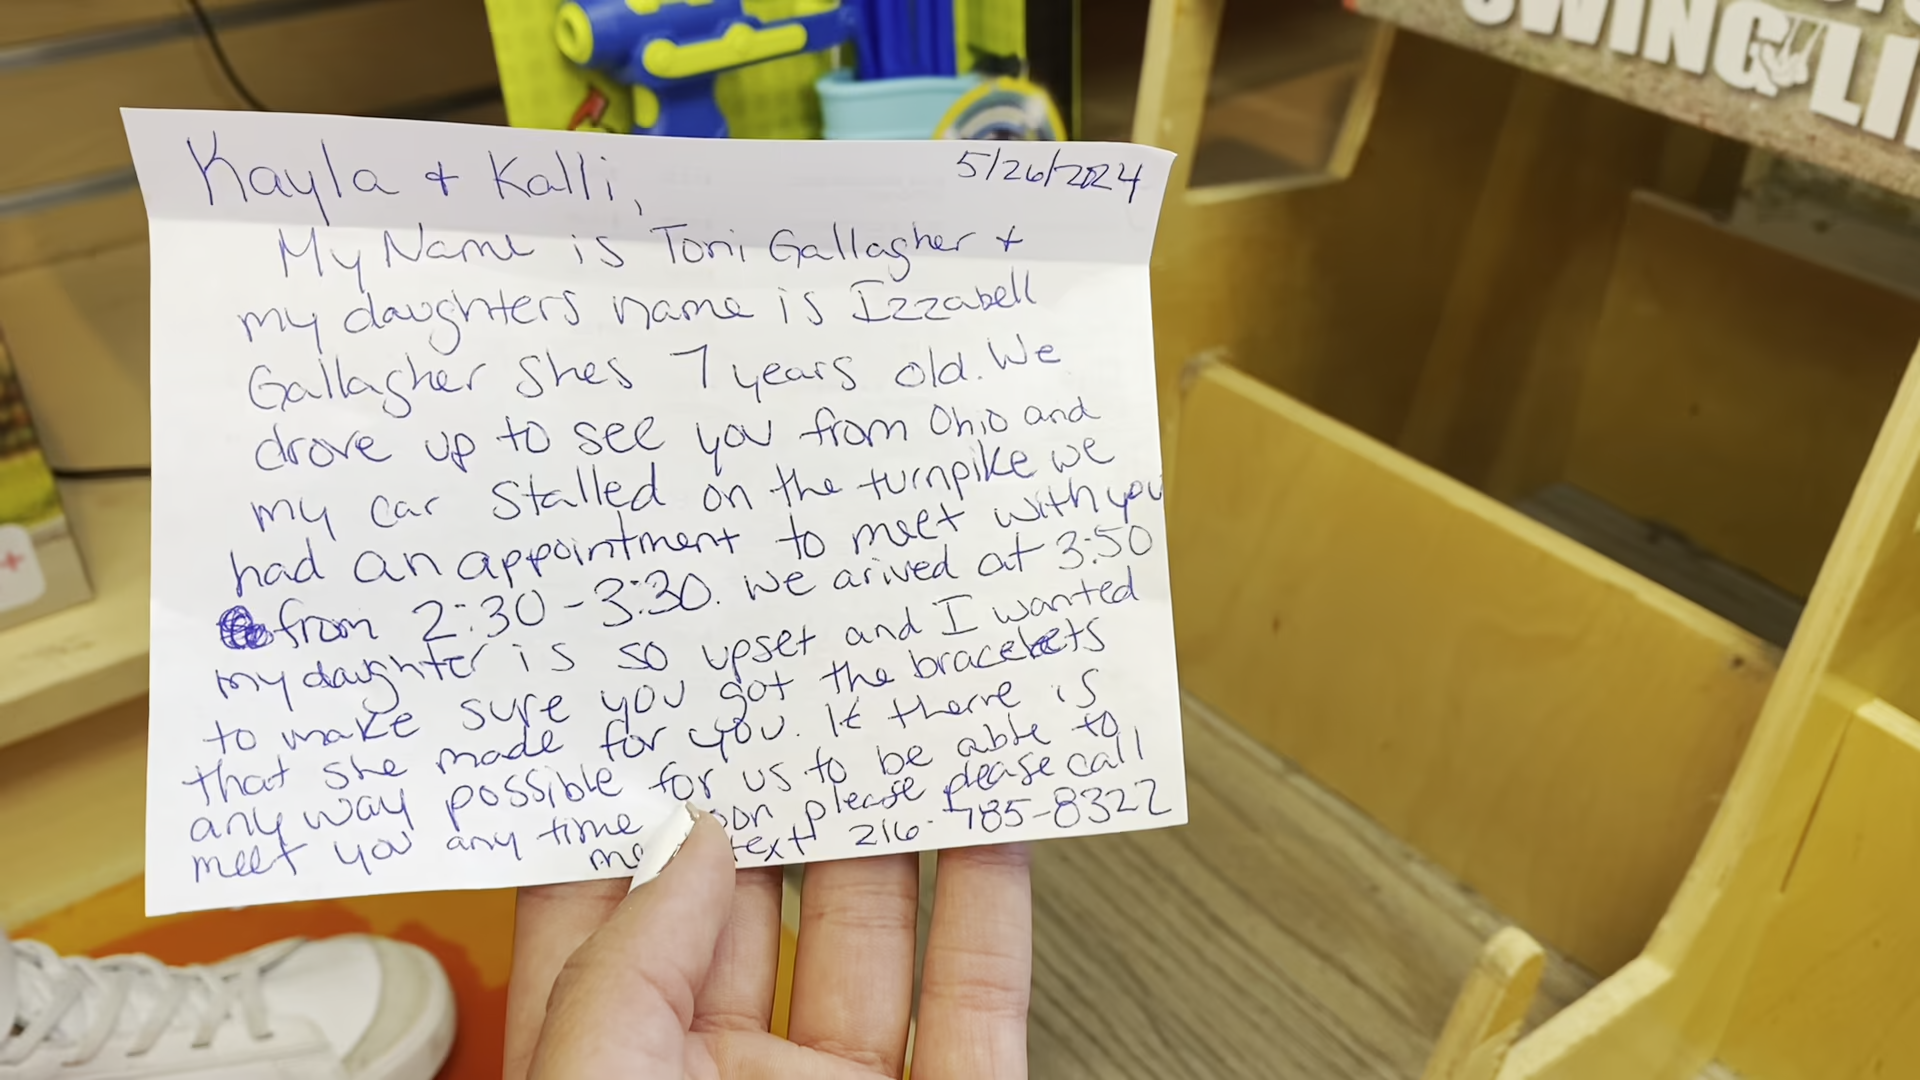 Kayla + Kalli,
5/26/2024
My Name is Toni Gallagher +
my daughters name is Izzabell
Gallagher shes 7 years old. We
drove up to see you from Ohio and
my car stalled on the turnpike we
had an appointment to meet with you
from 2:30-3:30. we arived at 3:50
my daughter is so upset and I wanted
to make sure you got the bracelets
that she made for you. If therre is
any way possible for us to be able to
meet you any time please please call
text 216-785-8322
SWING LI